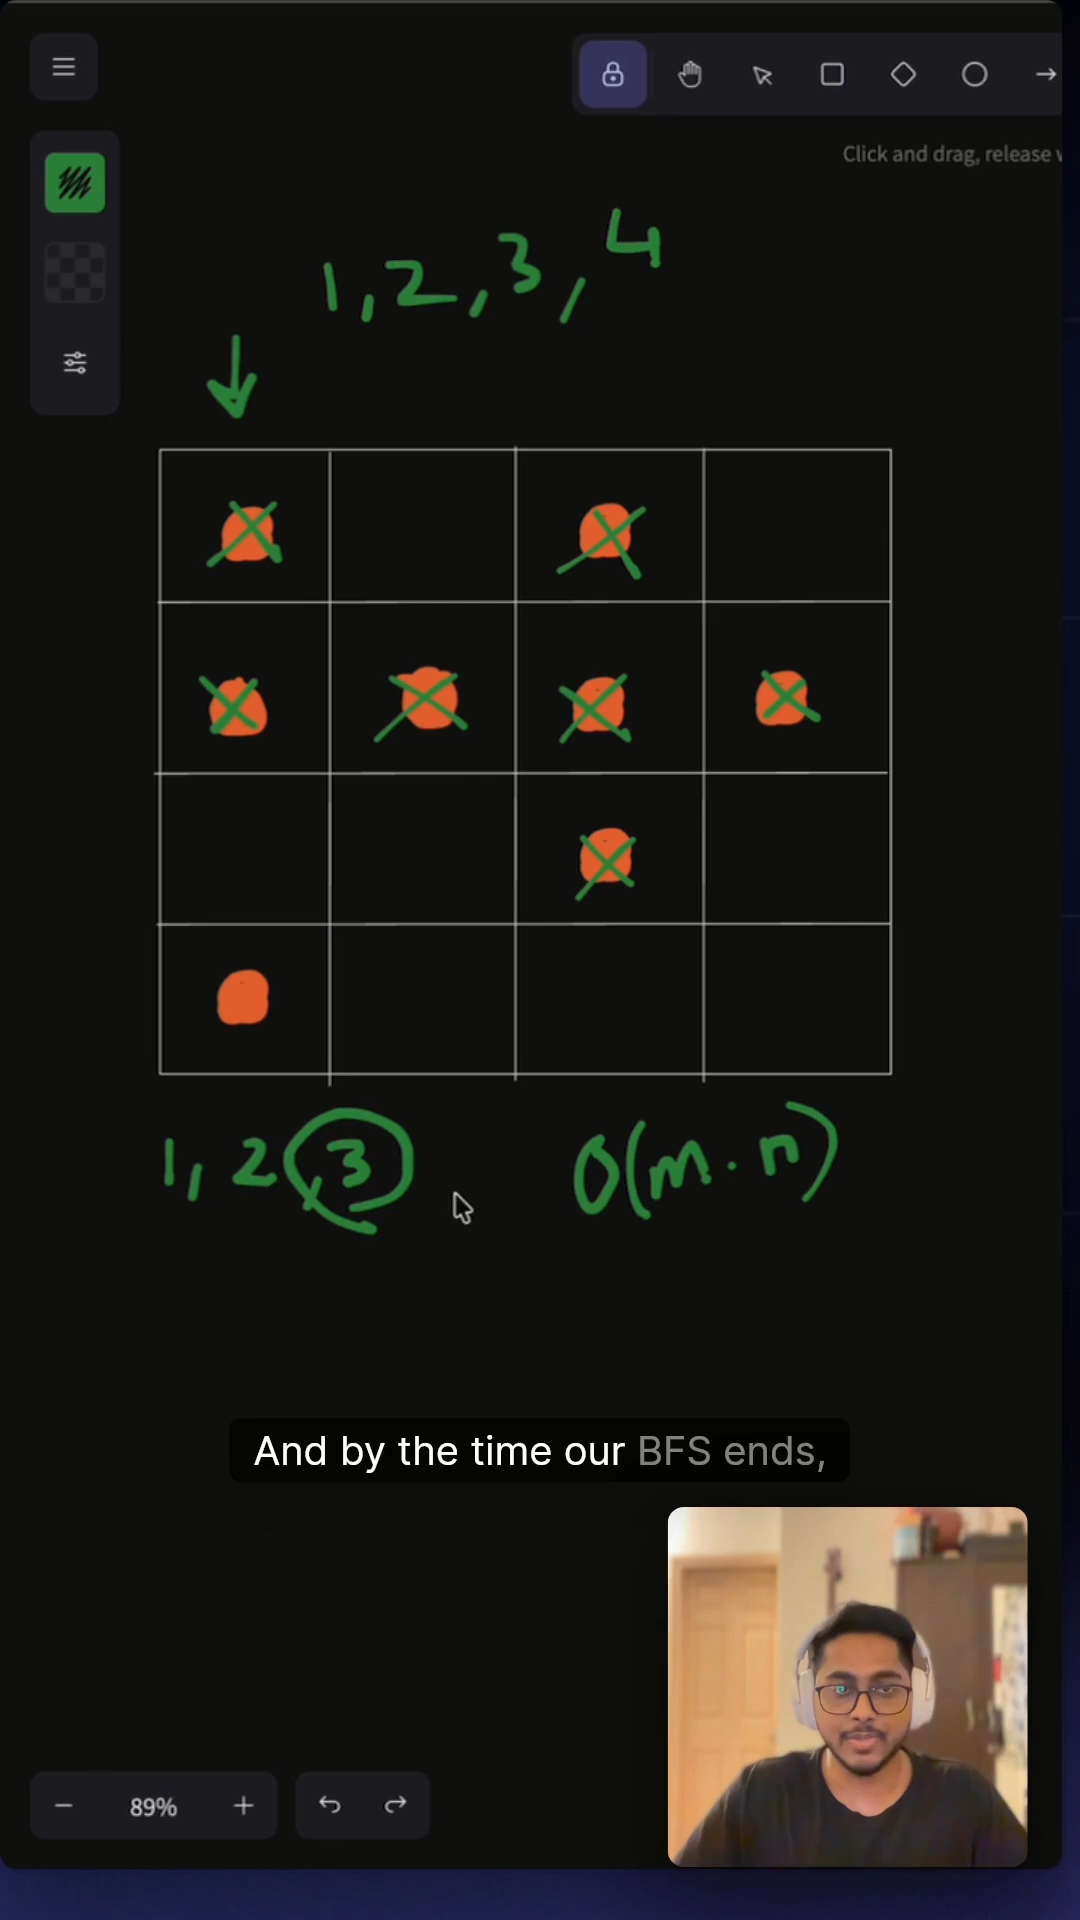 Click and drag, release
1, 2, 3, 4
1, 2, 3
O(m . n)
And by the time our BFS ends,
89%